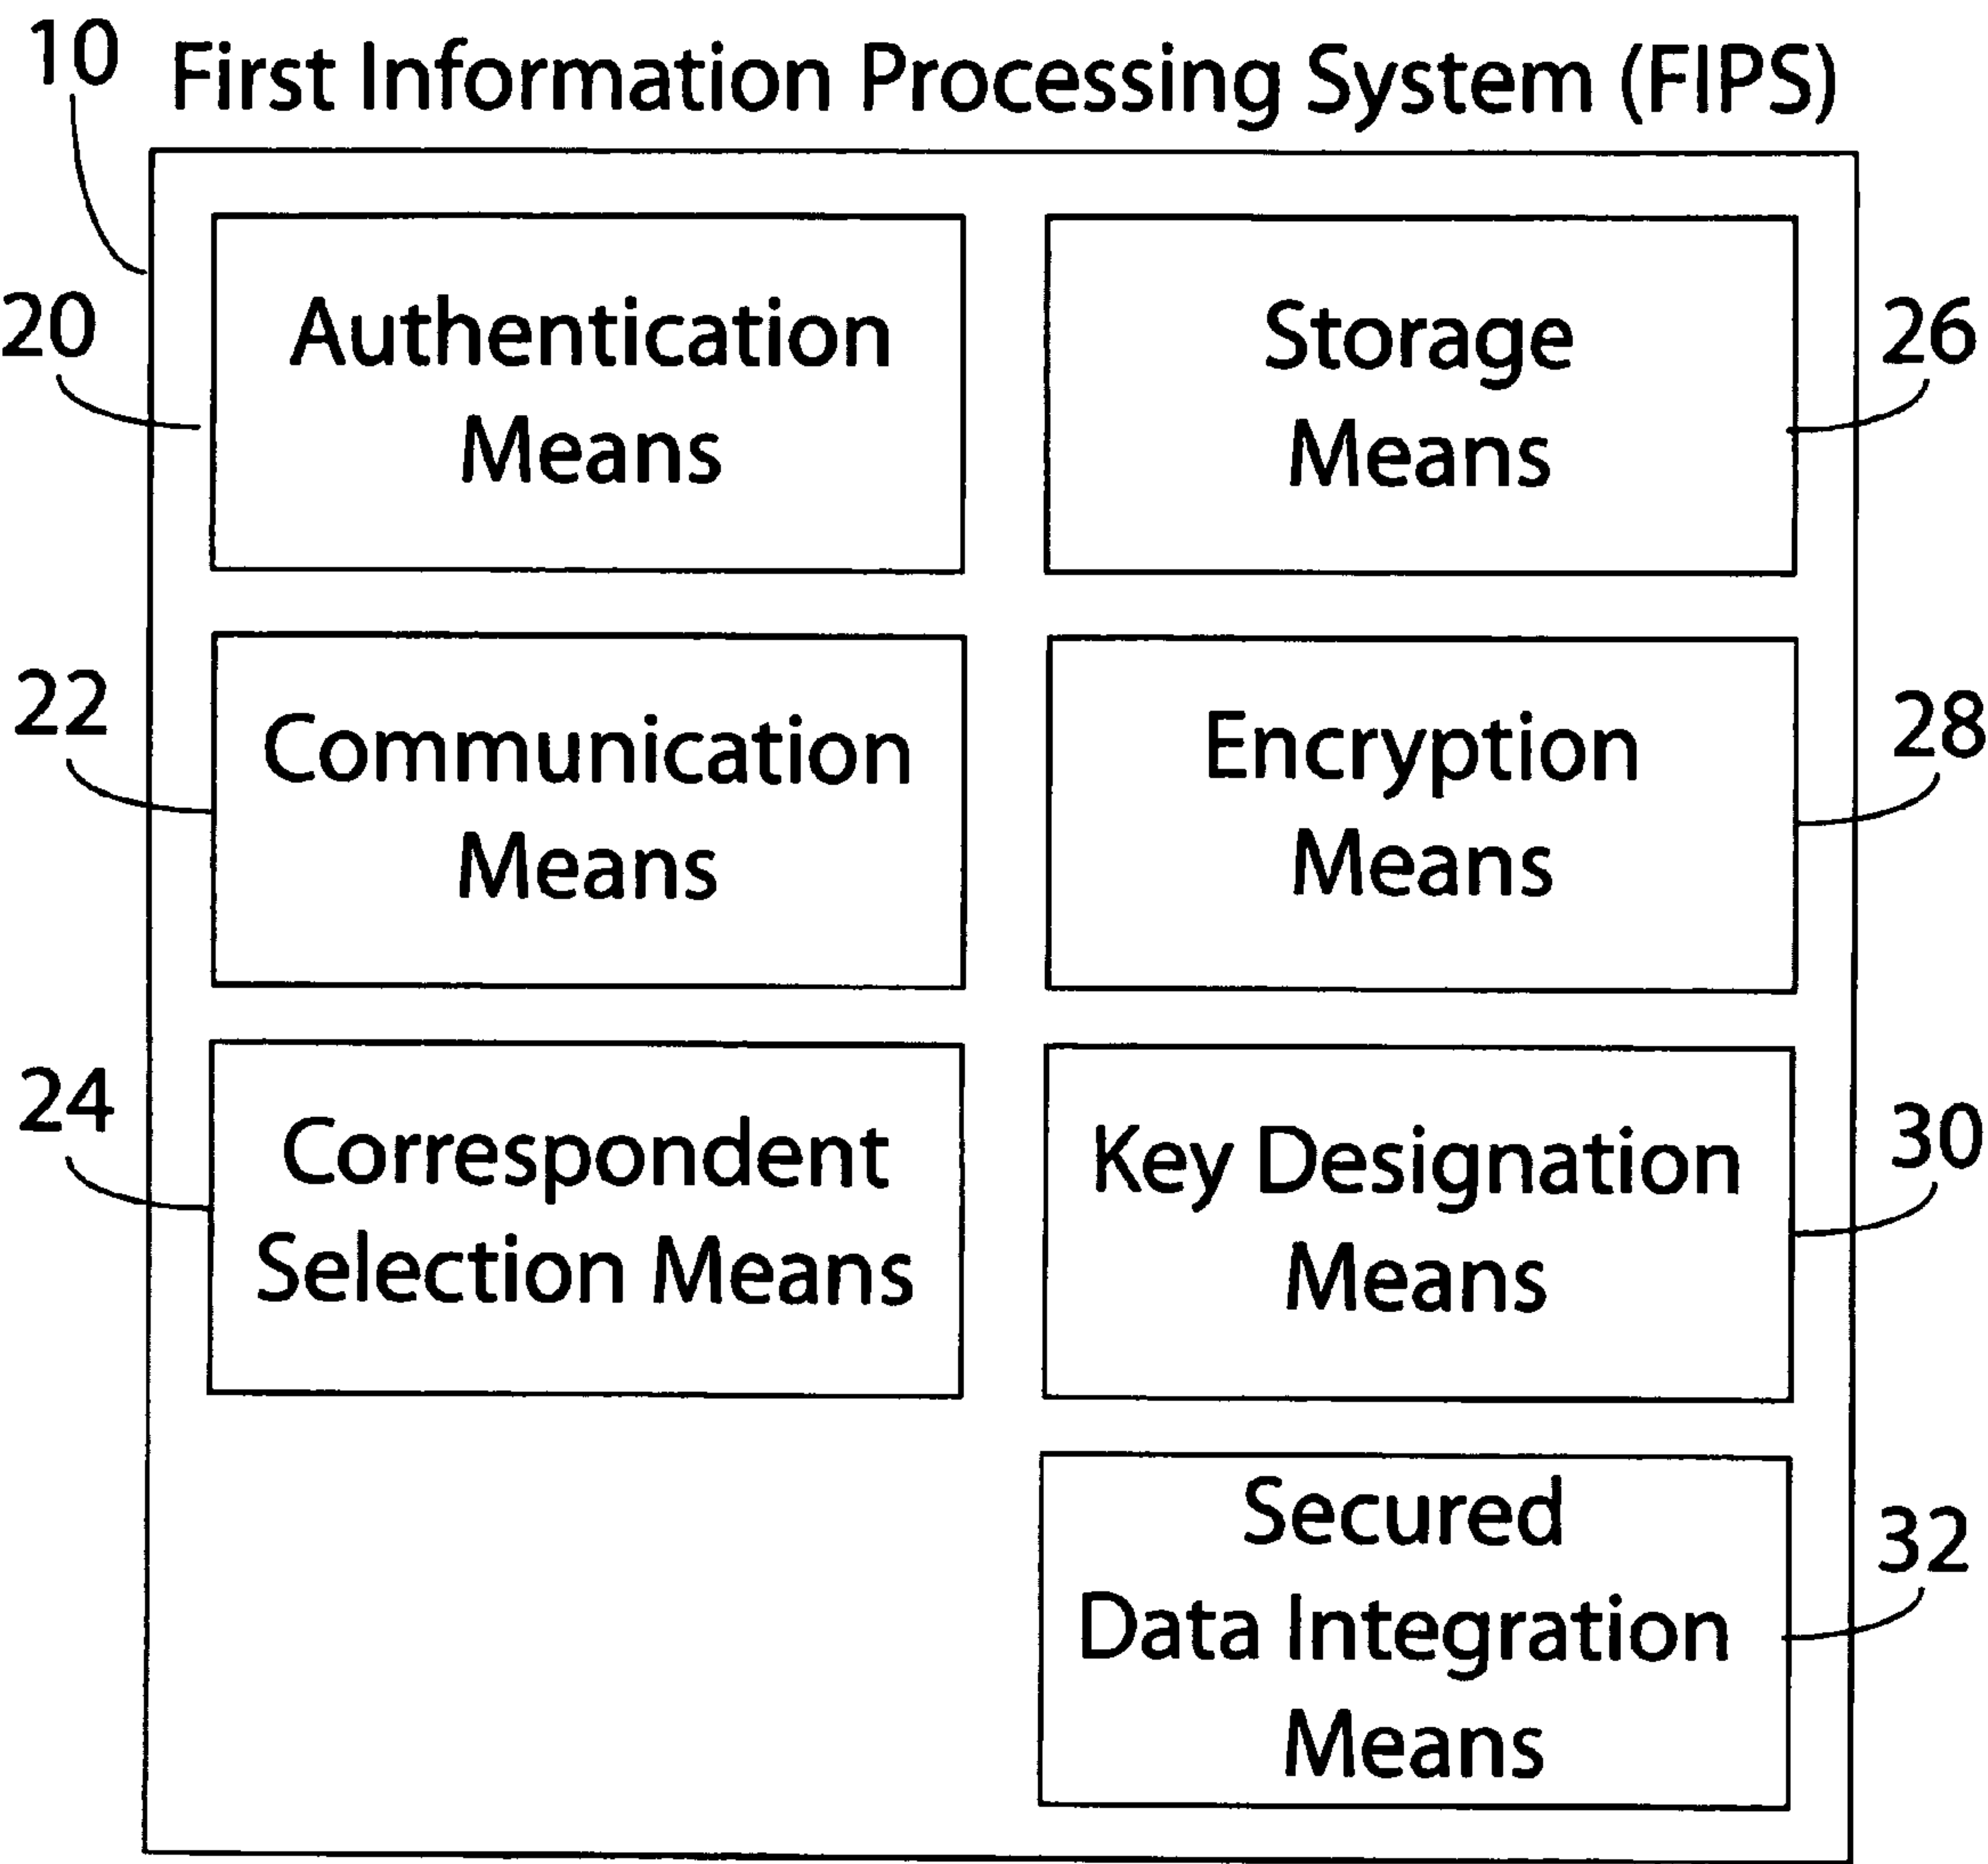 10
First Information Processing System (FIPS)
20
Authentication
Means
Storage
Means
26
22
Communication
Means
Encryption
Means
28
24
Correspondent
Selection Means
Key Designation
Means
30
Secured
Data Integration
Means
32